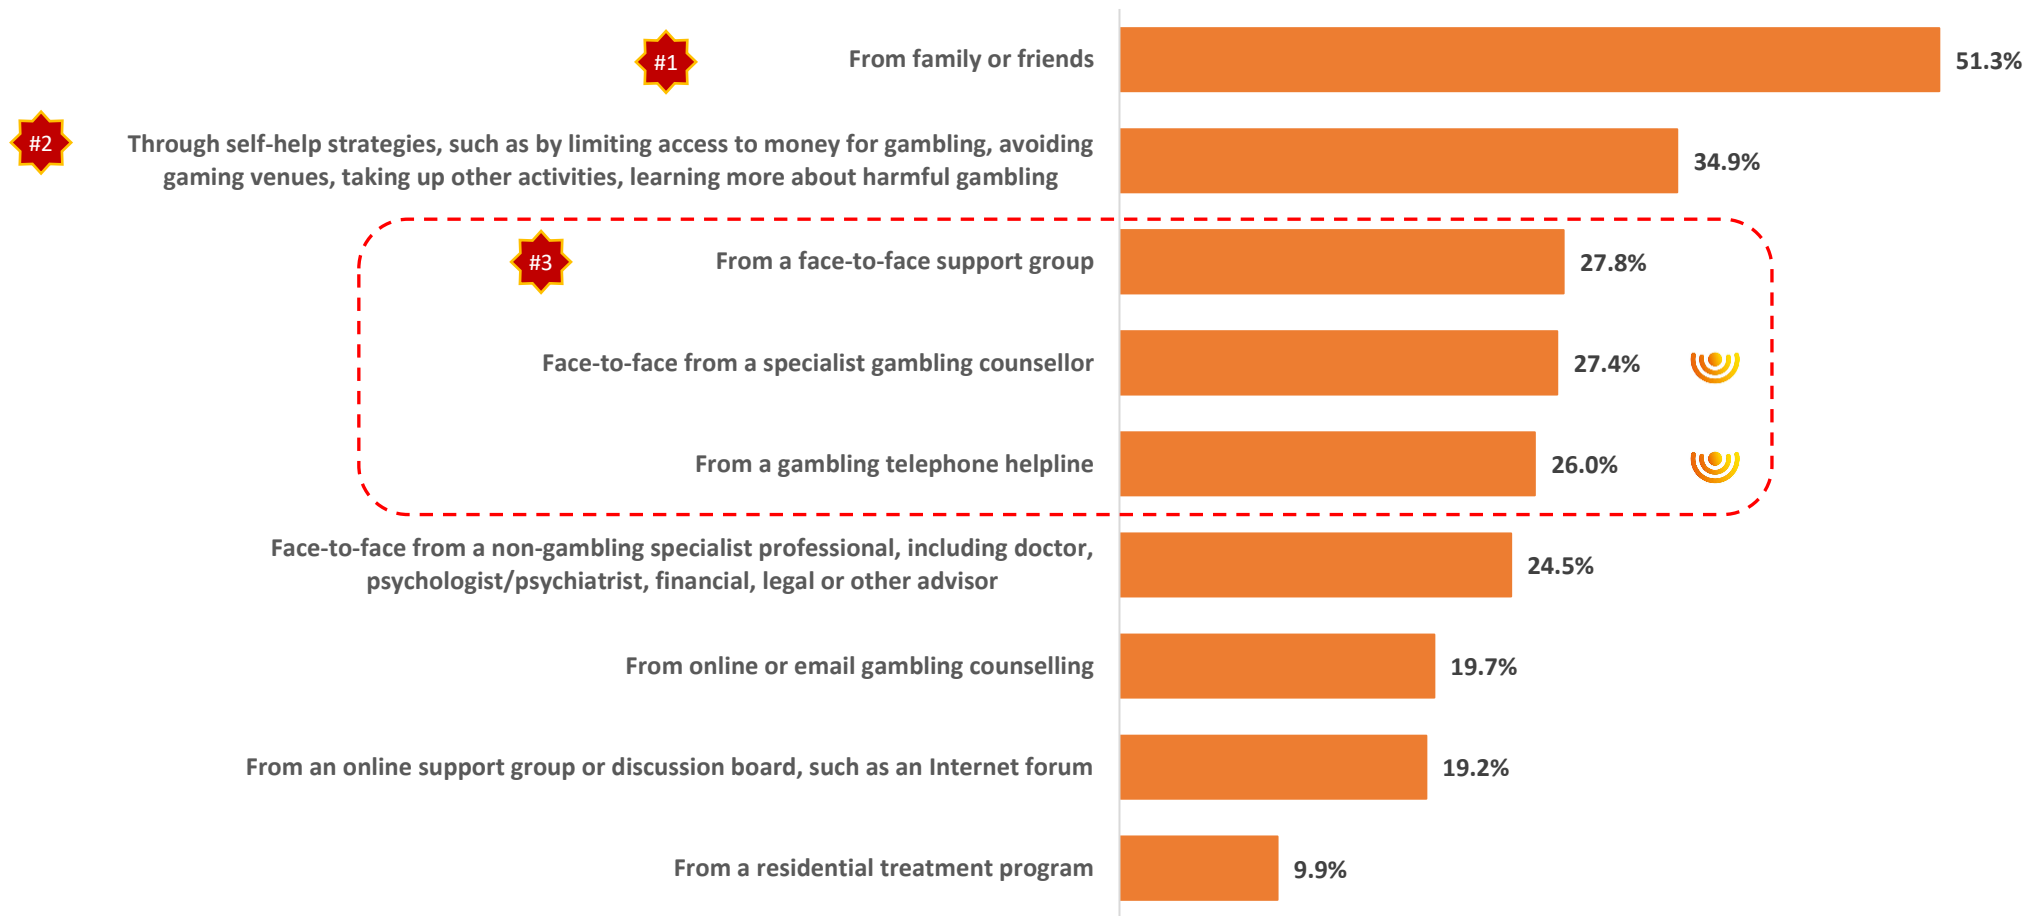 #1
From family or friends
51.3%
#2
Through self-help strategies, such as by limiting access to money for gambling, avoiding
gaming venues, taking up other activities, learning more about harmful gambling
34.9%
#3
From a face-to-face support group
27.8%
Face-to-face from a specialist gambling counsellor
27.4%
From a gambling telephone helpline
26.0%
Face-to-face from a non-gambling specialist professional, including doctor,
psychologist/psychiatrist, financial, legal or other advisor
24.5%
From online or email gambling counselling
19.7%
From an online support group or discussion board, such as an Internet forum
19.2%
From a residential treatment program
9.9%